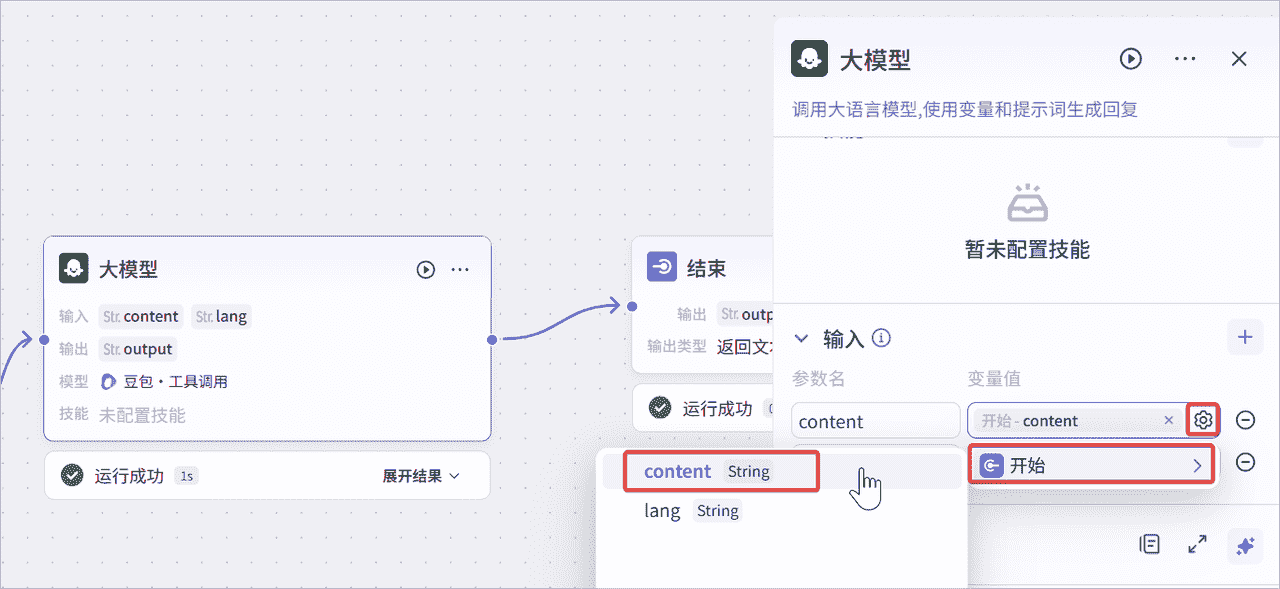 大模型
输入 Str. content Str. lang
输出 Str. output
模型 豆包·工具调用
技能 未配置技能
运行成功 1s 展开结果
结束
输出 Str. outp
输出类型 返回文
运行成功
大模型
调用大语言模型,使用变量和提示词生成回复
暂未配置技能
输入
参数名 变量值
content 开始 - content
开始
content String
lang String